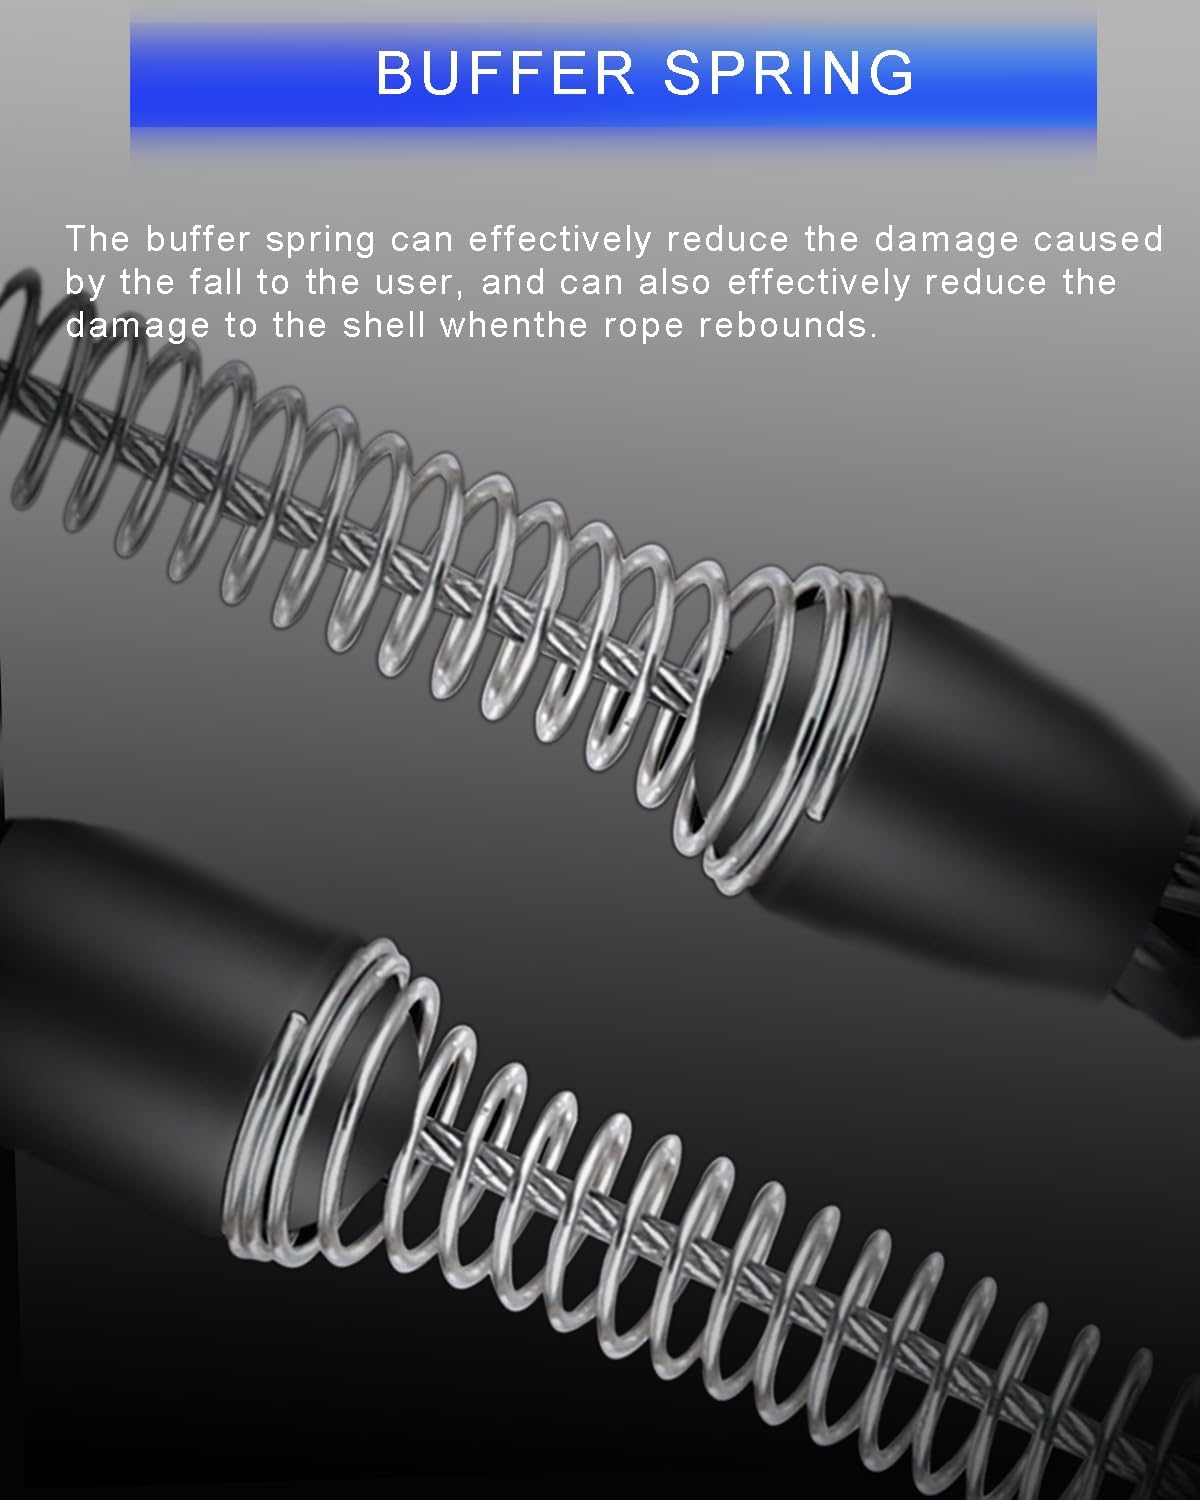 BUFFER SPRING
The buffer spring can effectively reduce the damage caused
by the fall to the user, and can also effectively reduce the
damage to the shell whenthe rope rebounds.